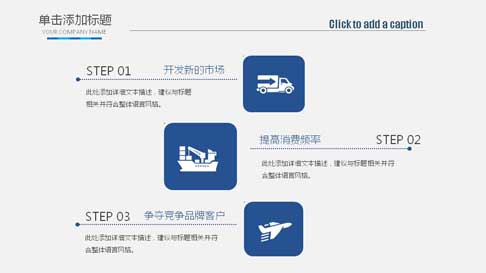 单击添加标题
YOUR COMPANY NAME
Click to add a caption
STEP 01 开发新的市场
此处添加详细文本描述，建议与标题
相关并符合整体语言风格。
提高消费频率 STEP 02
此处添加详细文本描述，建议与标题相关并符
合整体语言风格。
STEP 03 争夺竞争品牌客户
此处添加详细文本描述，建议与标题相关并符
合整体语言风格。